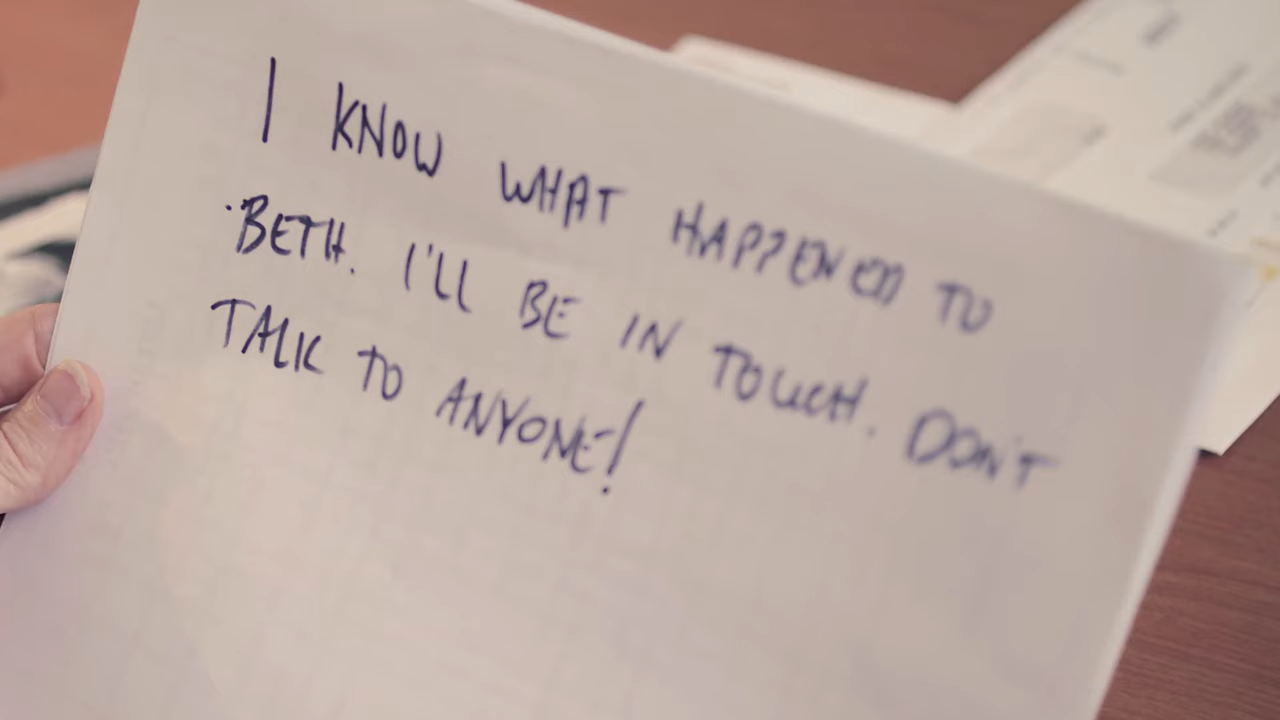 I KNOW WHAT HAPPENED TO
BETH. I'LL BE IN TOUCH. DON'T
TALK TO ANYONE!